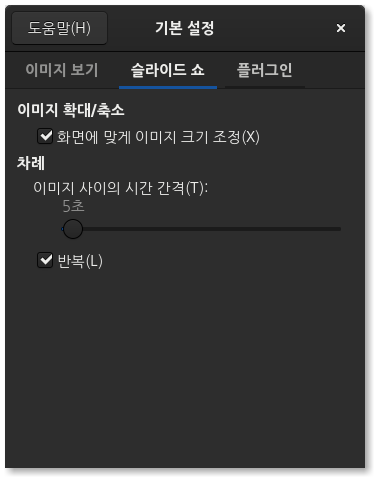 도움말(H) 기본 설정 ×
이미지 보기 슬라이드 쇼 플러그인
이미지 확대/축소
화면에 맞게 이미지 크기 조정(X)
차례
이미지 사이의 시간 간격(T):
5초
반복(L)